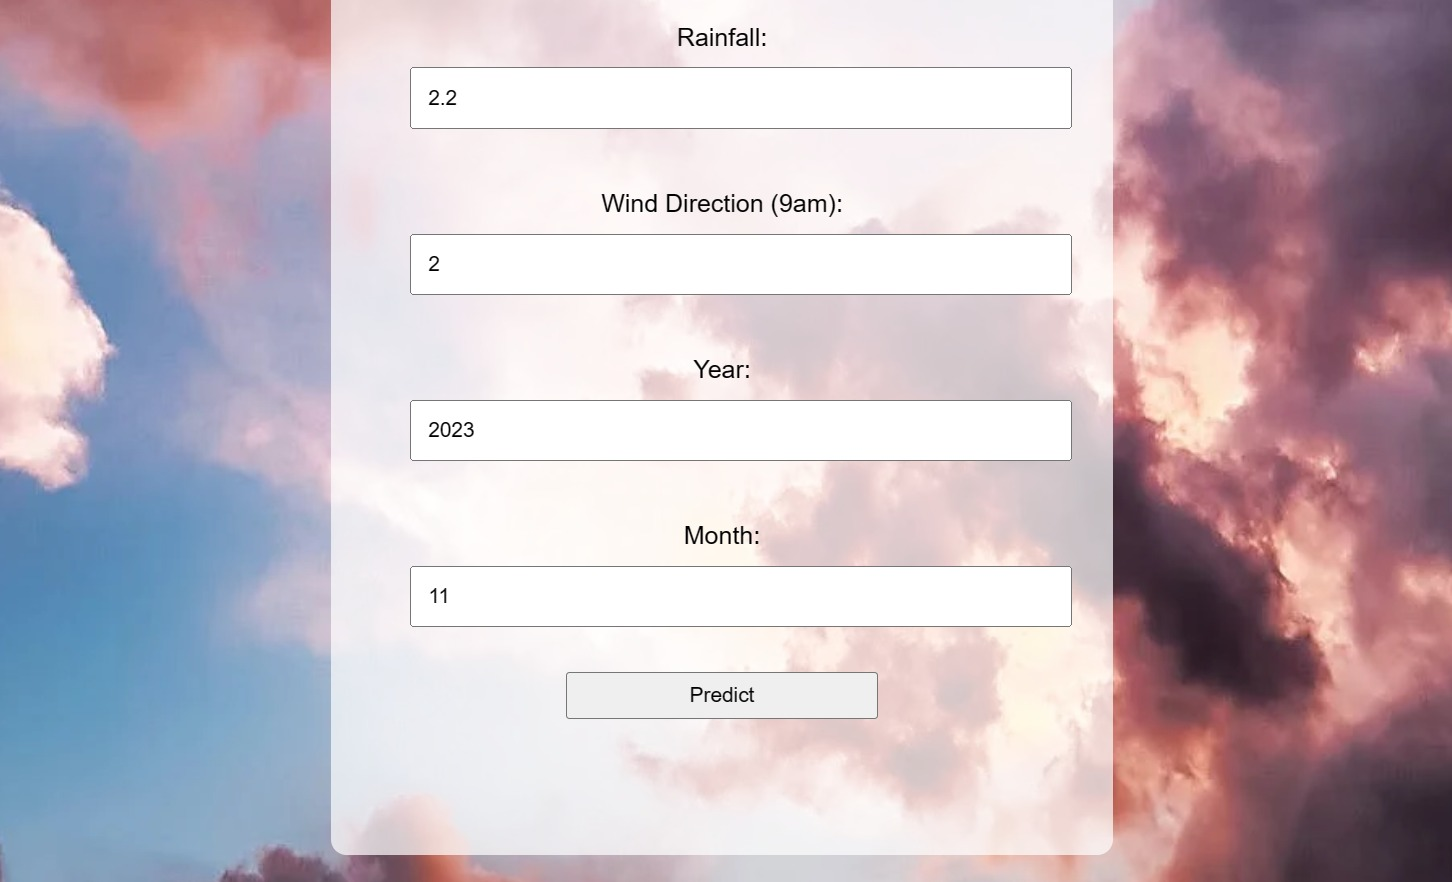 Rainfall:
2.2
Wind Direction (9am):
2
Year:
2023
Month:
11
Predict